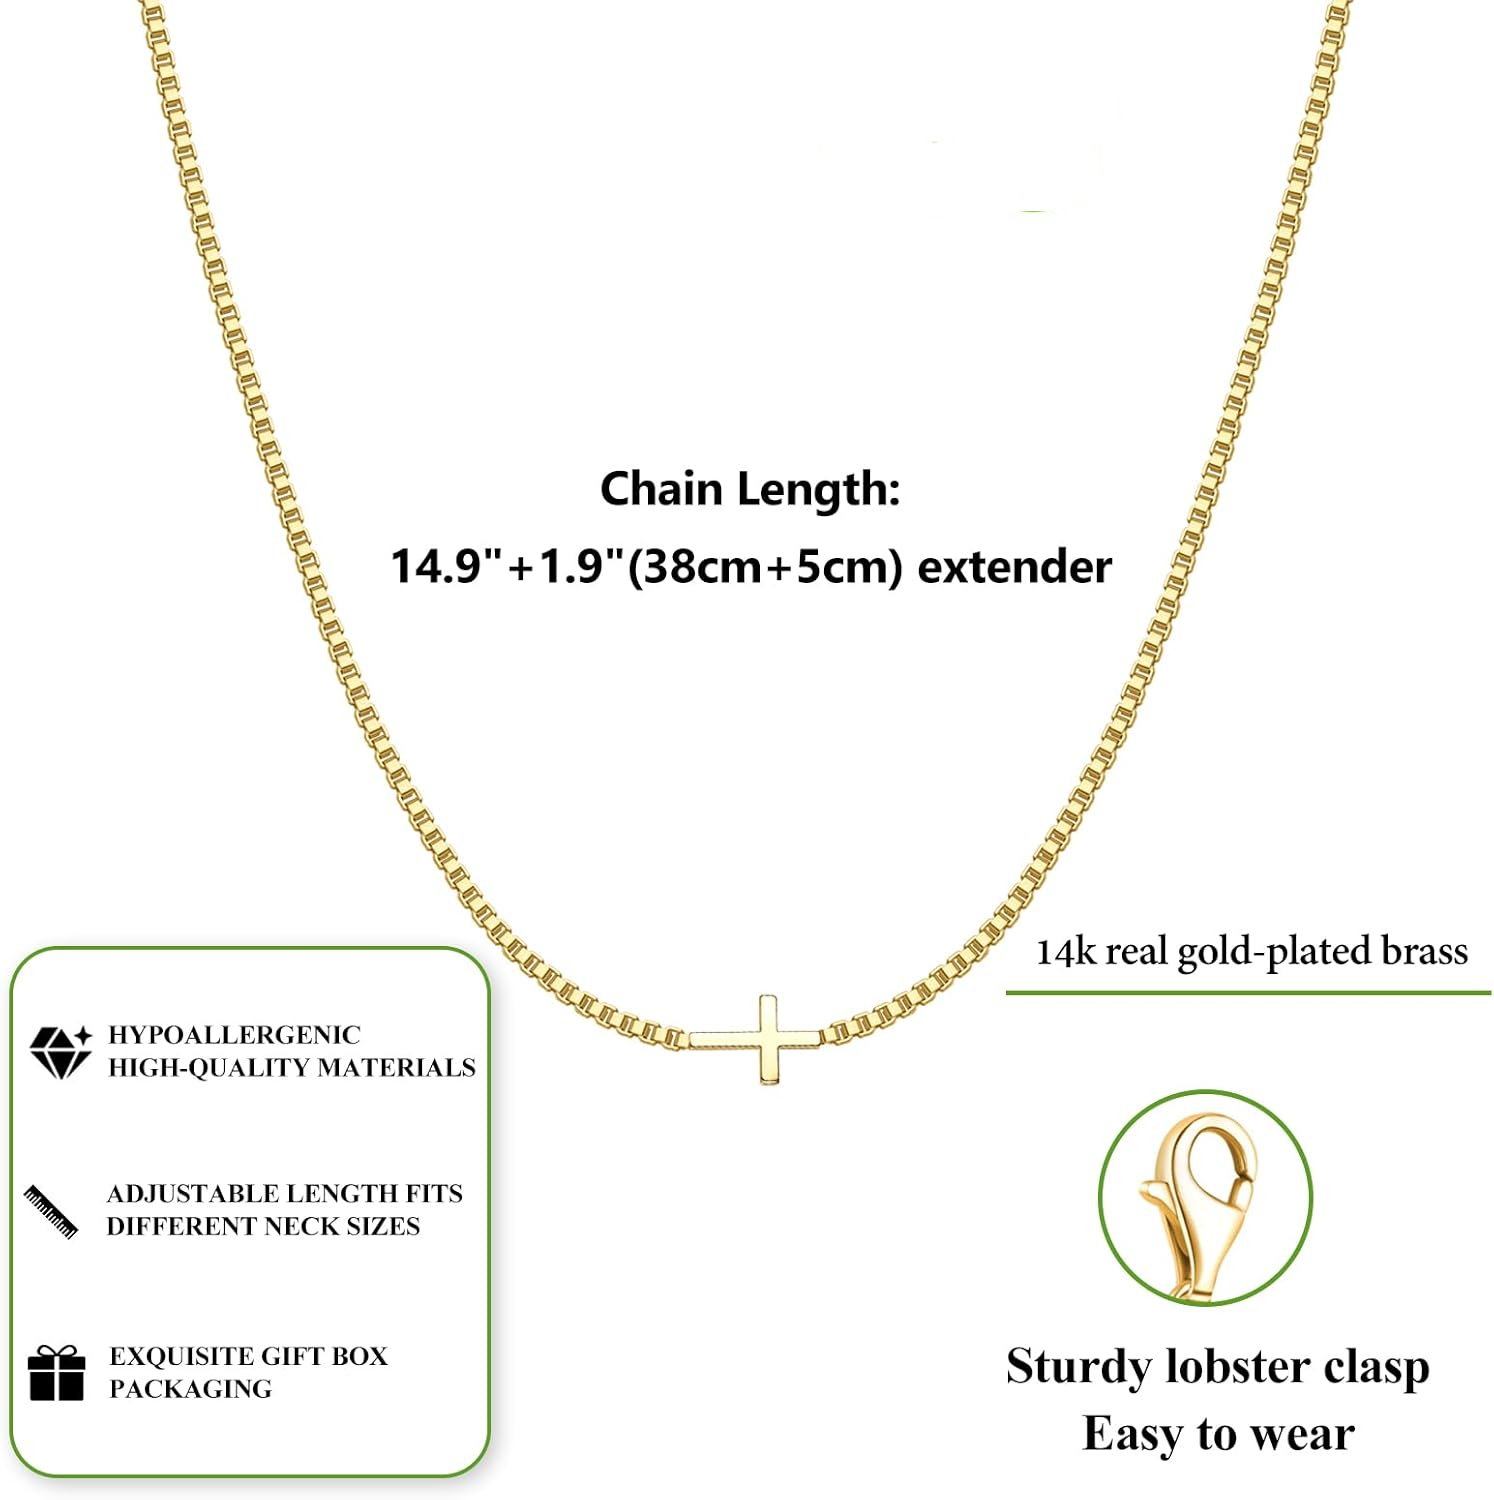 Chain Length:
14.9"+1.9"(38cm+5cm) extender
14k real gold-plated brass
HYPOALLERGENIC
HIGH-QUALITY MATERIALS
ADJUSTABLE LENGTH FITS
DIFFERENT NECK SIZES
EXQUISITE GIFT BOX
PACKAGING
Sturdy lobster clasp
Easy to wear